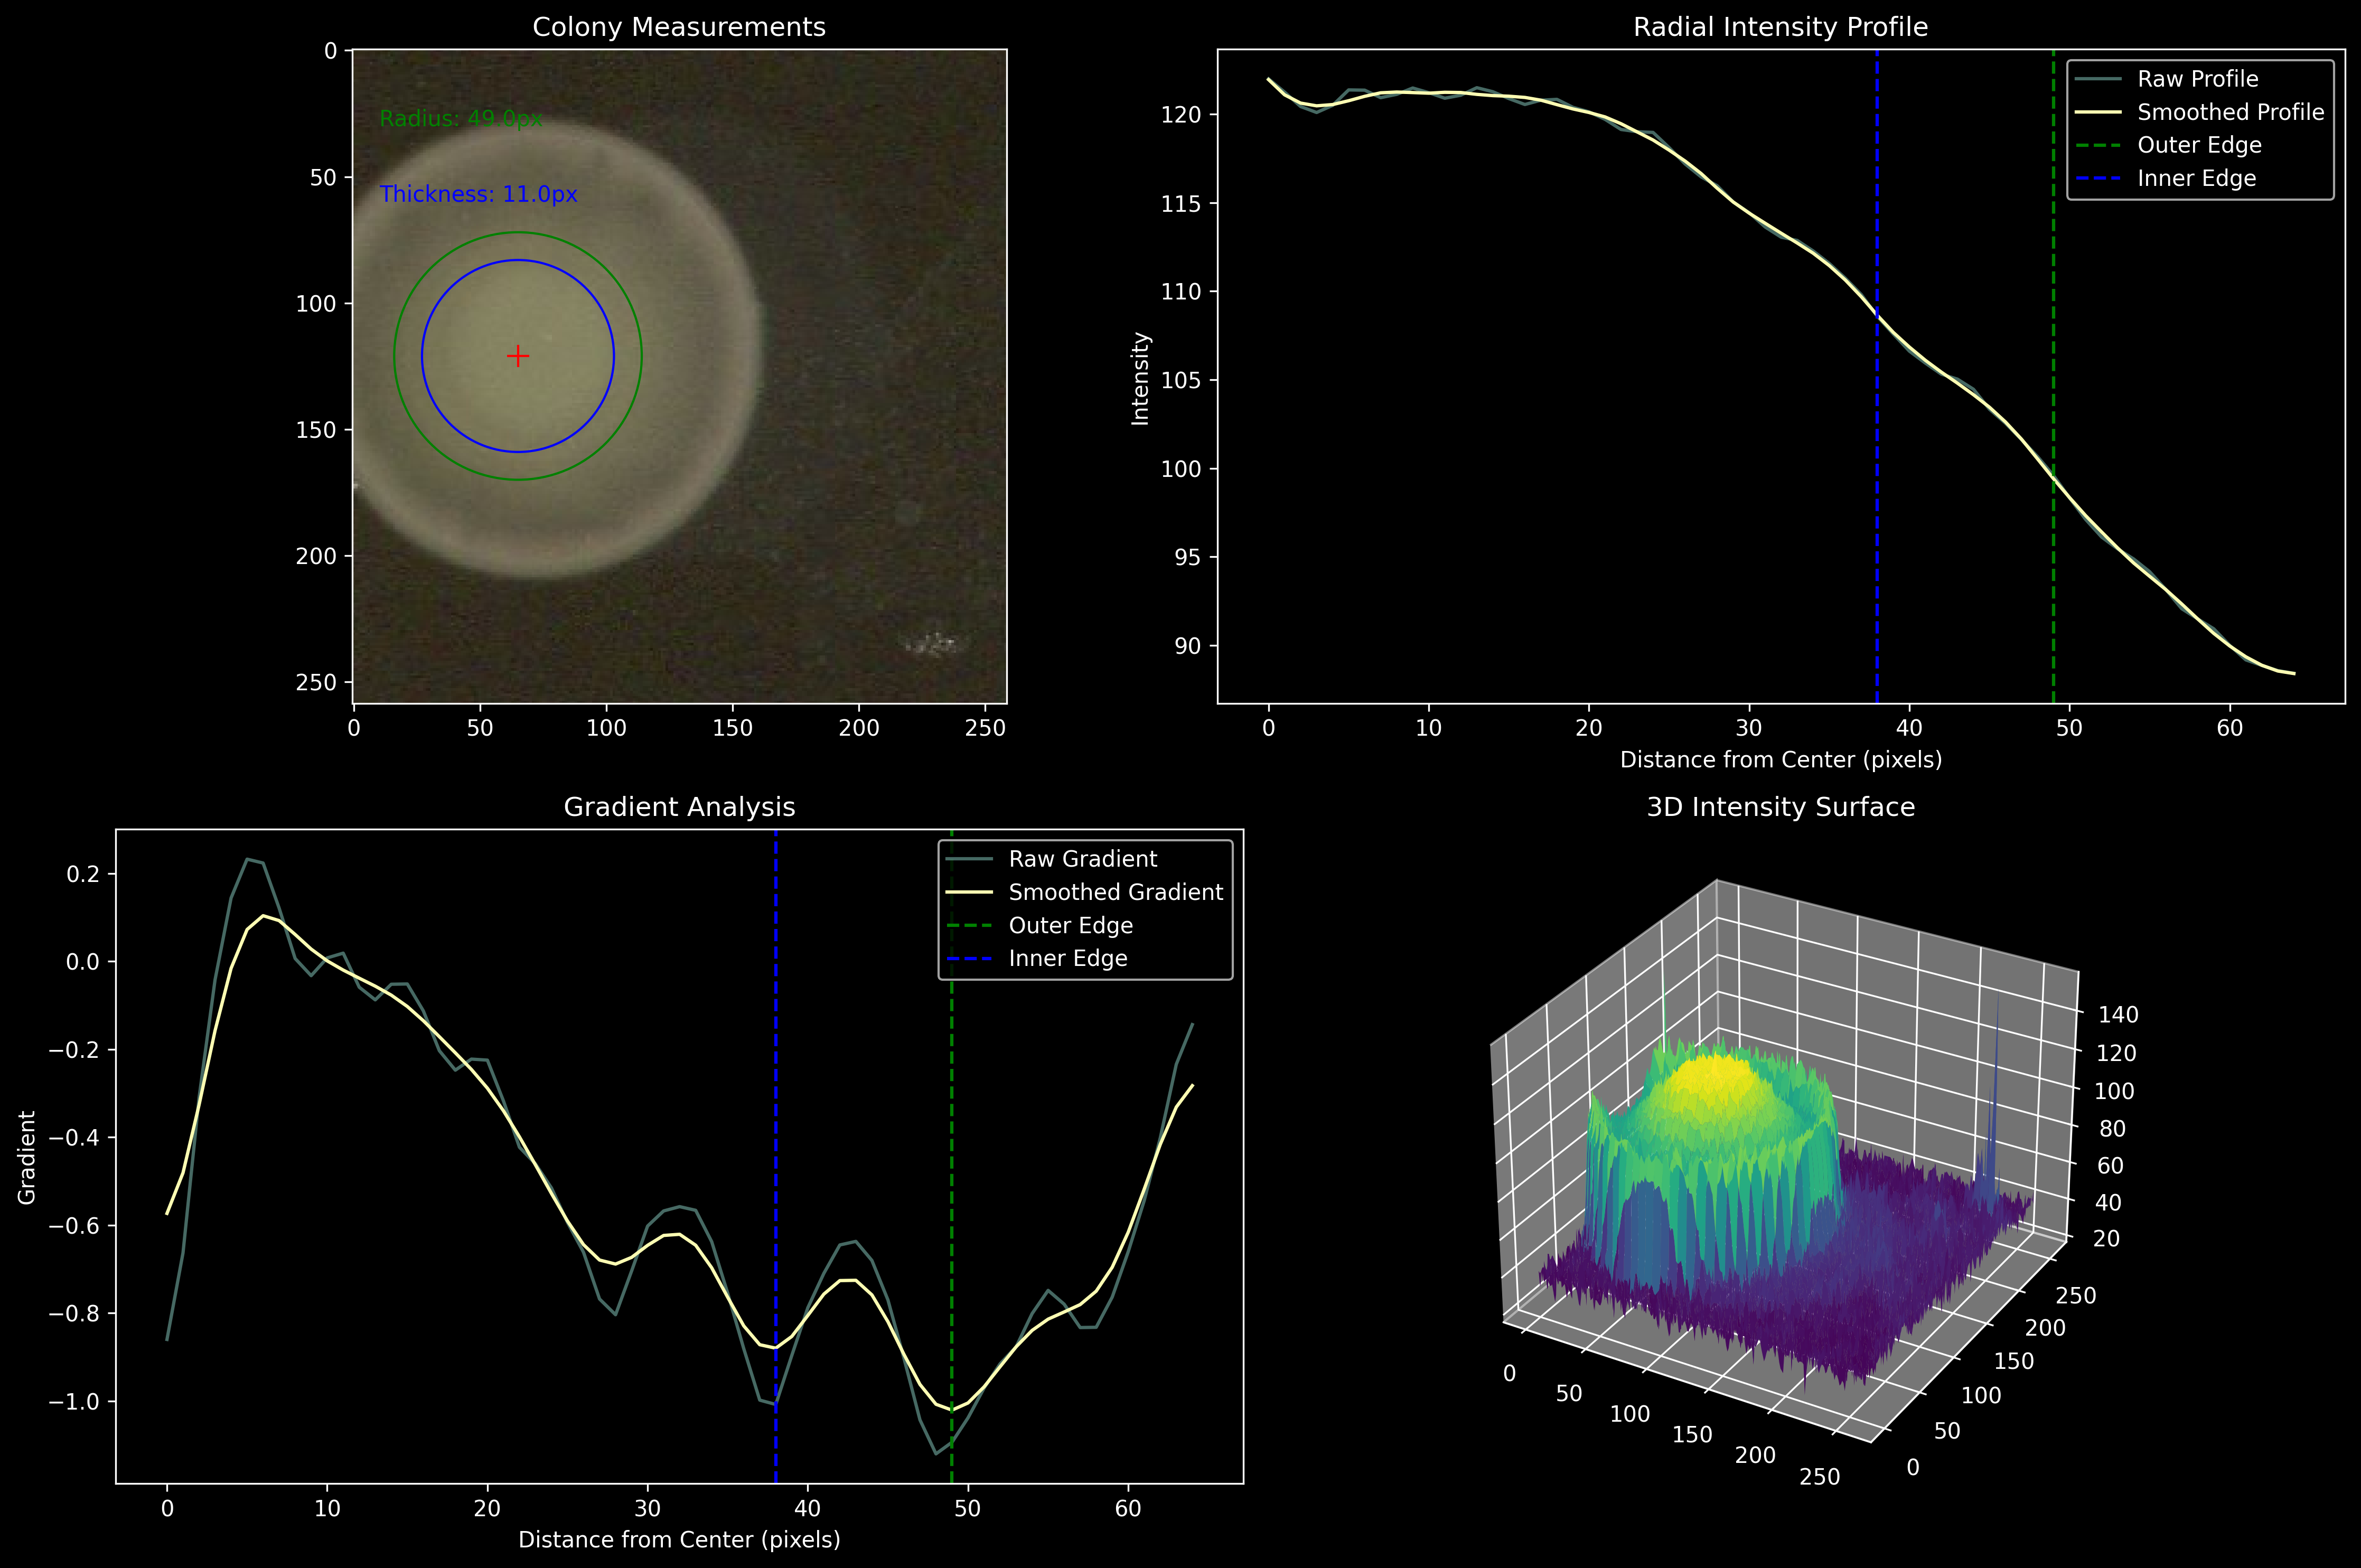 Colony Measurements
0
50
100
150
200
250
Radius: 49.0px
Thickness: 11.0px
0 50 100 150 200 250
Radial Intensity Profile
Intensity
120
115
110
105
100
95
90
Raw Profile
Smoothed Profile
Outer Edge
Inner Edge
0 10 20 30 40 50 60
Distance from Center (pixels)
Gradient Analysis
Gradient
0.2
0.0
−0.2
−0.4
−0.6
−0.8
−1.0
Raw Gradient
Smoothed Gradient
Outer Edge
Inner Edge
0 10 20 30 40 50 60
Distance from Center (pixels)
3D Intensity Surface
140
120
100
80
60
40
20
0
50
100
150
200
250
250
200
150
100
50
0